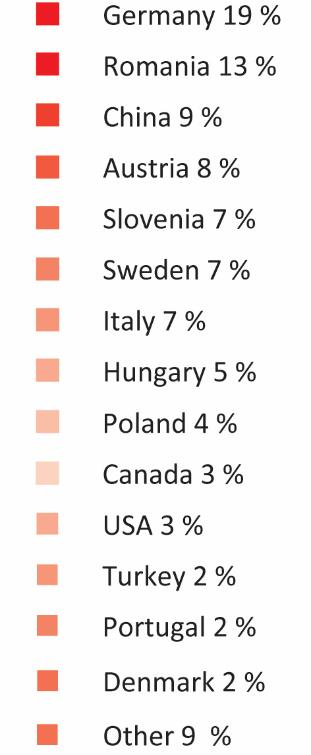 Germany 19 %
Romania 13 %
China 9 %
Austria 8 %
Slovenia 7 %
Sweden 7 %
Italy 7 %
Hungary 5 %
Poland 4 %
Canada 3 %
USA 3 %
Turkey 2 %
Portugal 2 %
Denmark 2 %
Other 9  %